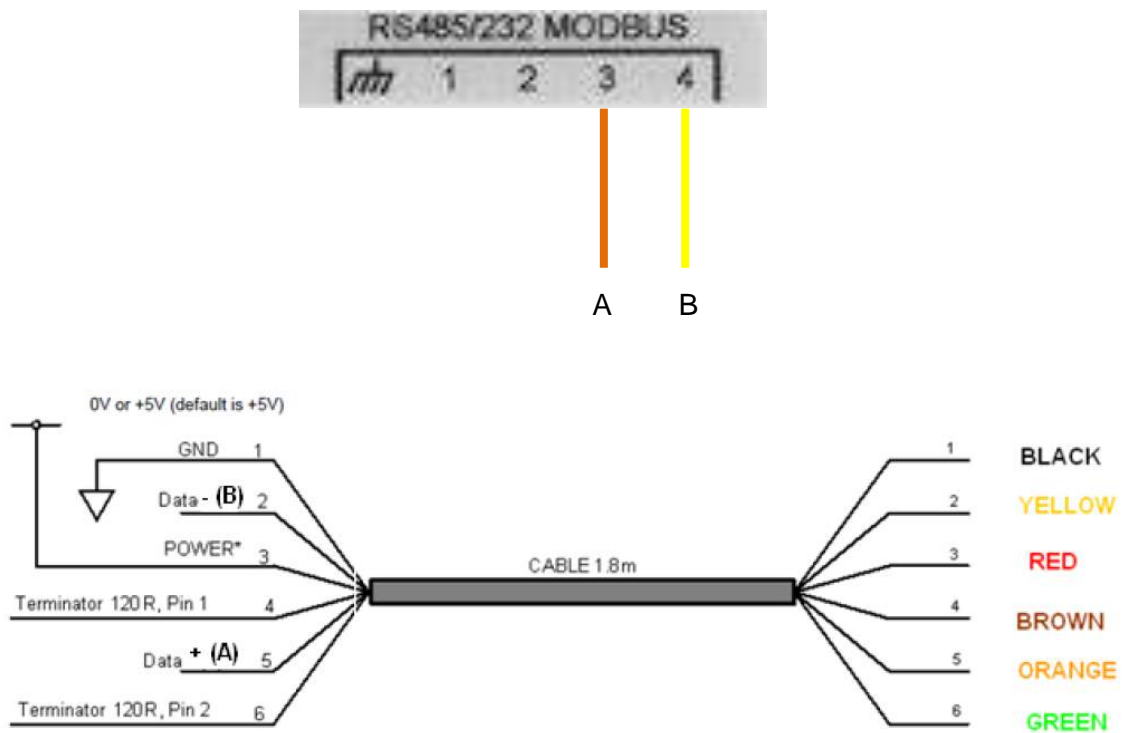 RS485/232 MODBUS
1 2 3 4
A B
0V or +5V (default is +5V)
GND 1
Data - (B) 2
POWER* 3
Terminator 120R, Pin 1 4
Data + (A) 5
Terminator 120R, Pin 2 6
CABLE 1.8m
1 BLACK
2 YELLOW
3 RED
4 BROWN
5 ORANGE
6 GREEN